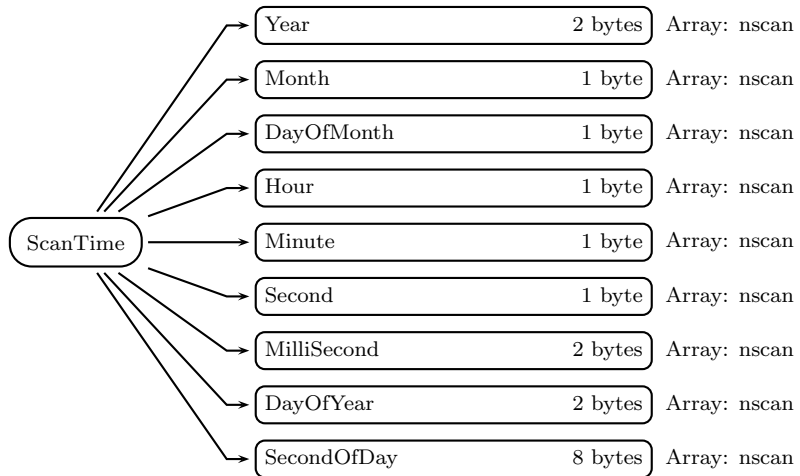 Year 2 bytes Array: nscan
Month 1 byte Array: nscan
DayOfMonth 1 byte Array: nscan
Hour 1 byte Array: nscan
ScanTime
Minute 1 byte Array: nscan
Second 1 byte Array: nscan
MilliSecond 2 bytes Array: nscan
DayOfYear 2 bytes Array: nscan
SecondOfDay 8 bytes Array: nscan